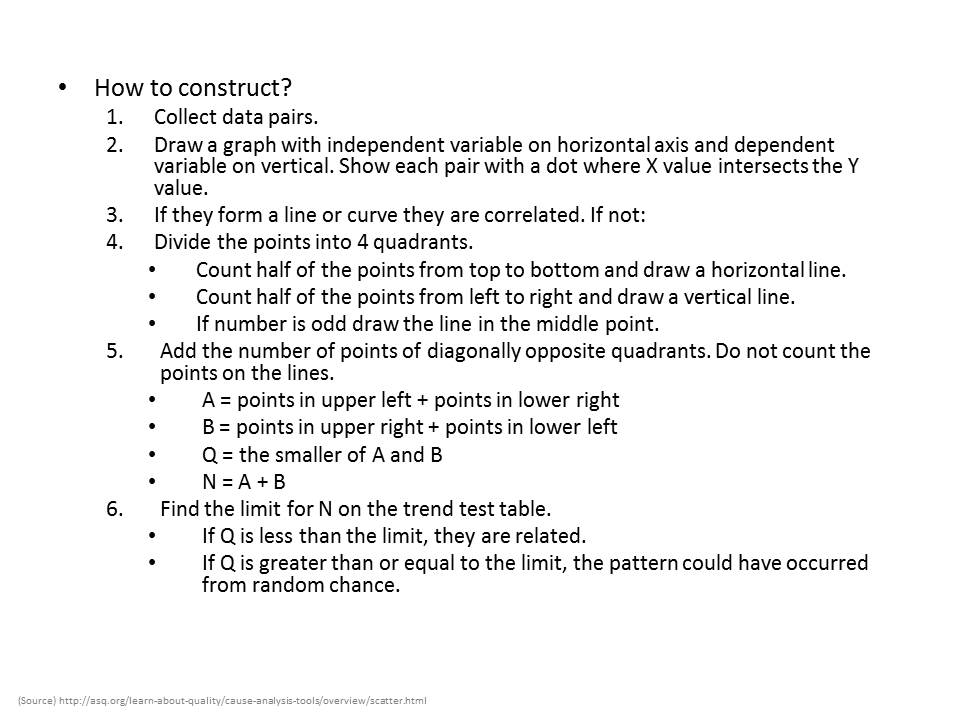 • How to construct?
1. Collect data pairs.
2. Draw a graph with independent variable on horizontal axis and dependent
variable on vertical. Show each pair with a dot where X value intersects the Y
value.
3. If they form a line or curve they are correlated. If not:
4. Divide the points into 4 quadrants.
• Count half of the points from top to bottom and draw a horizontal line.
• Count half of the points from left to right and draw a vertical line.
• If number is odd draw the line in the middle point.
5. Add the number of points of diagonally opposite quadrants. Do not count the
points on the lines.
• A = points in upper left + points in lower right
• B = points in upper right + points in lower left
• Q = the smaller of A and B
• N = A + B
6. Find the limit for N on the trend test table.
• If Q is less than the limit, they are related.
• If Q is greater than or equal to the limit, the pattern could have occurred
from random chance.
(Source) http://asq.org/learn-about-quality/cause-analysis-tools/overview/scatter.html